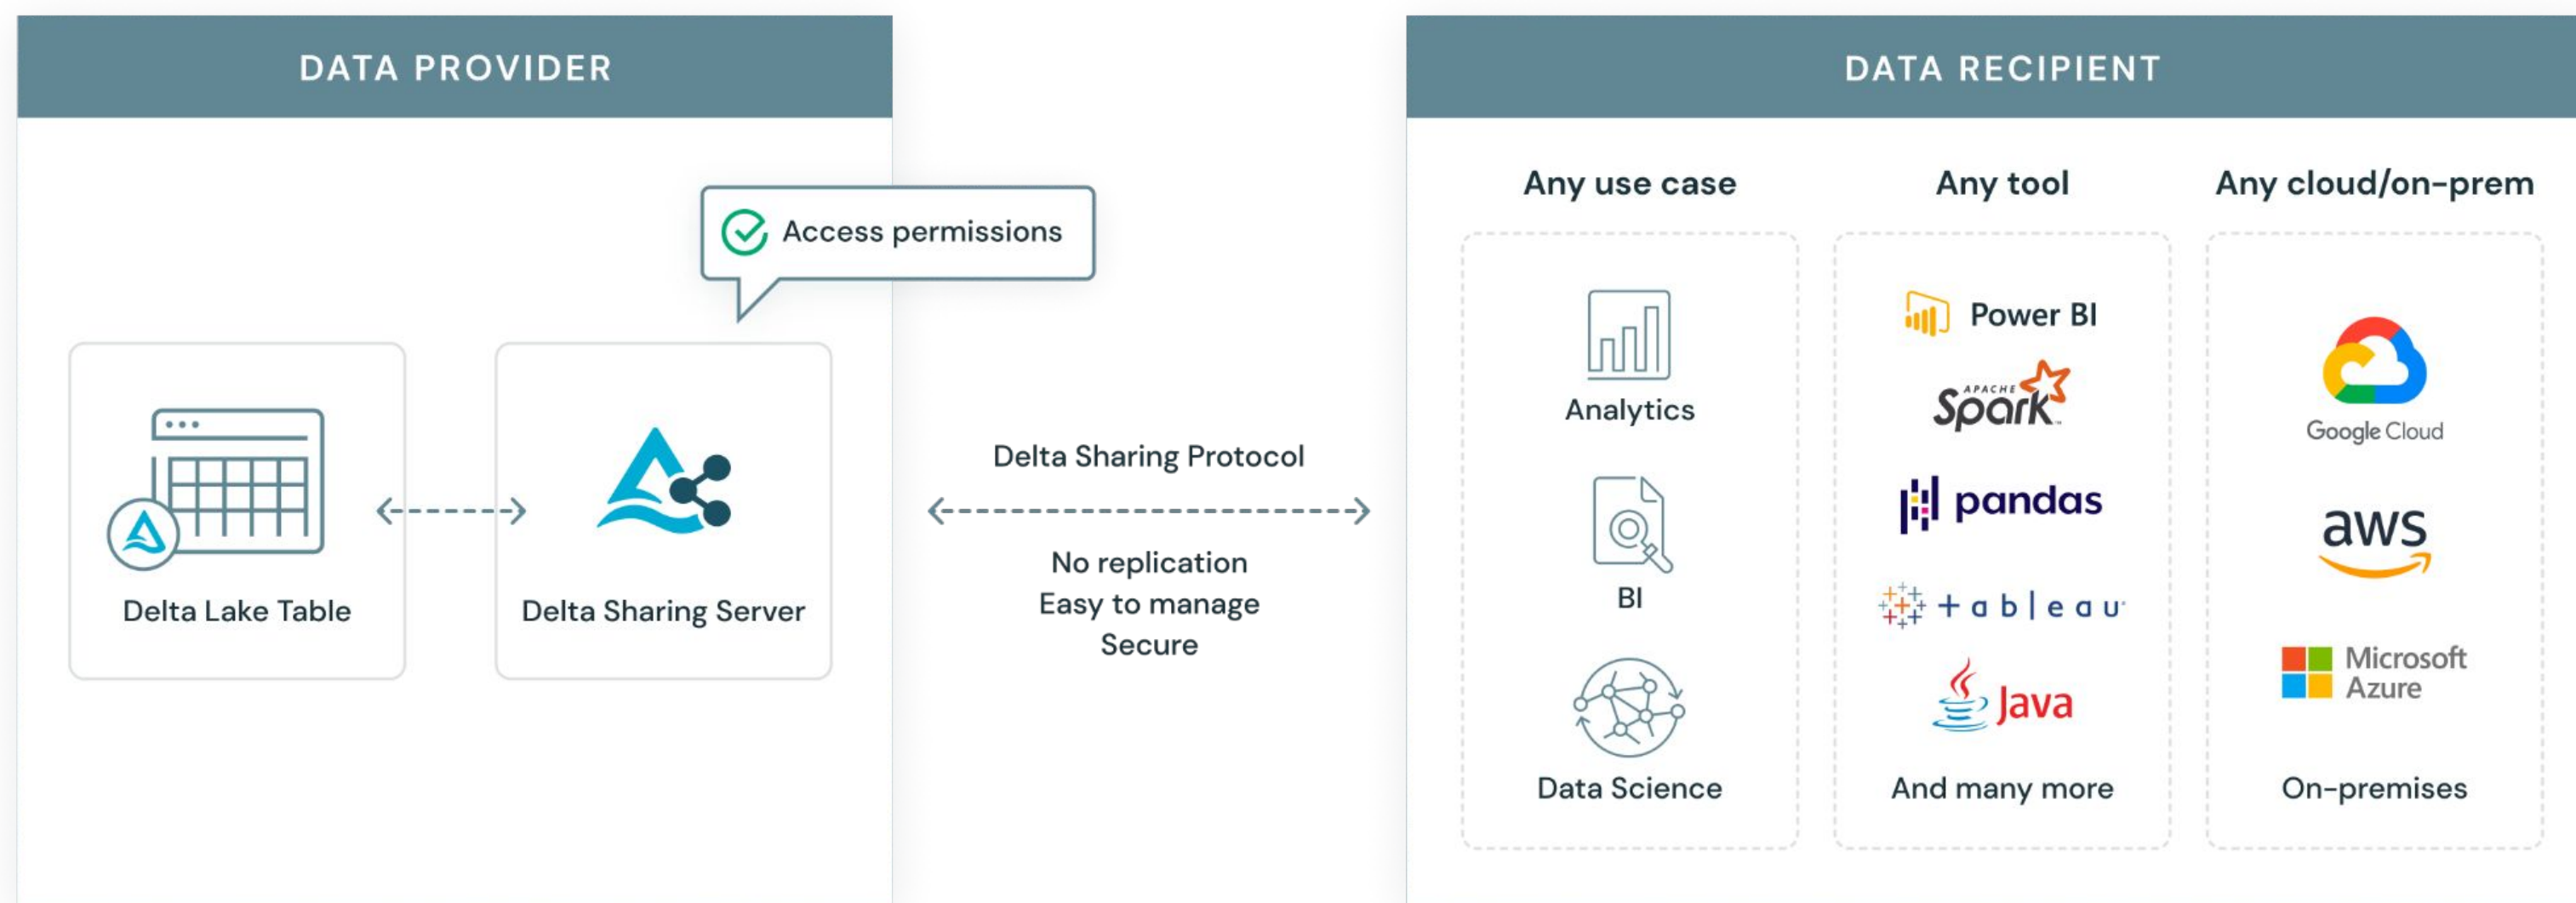 DATA PROVIDER
Access permissions
Delta Lake Table
Delta Sharing Server
Delta Sharing Protocol
No replication
Easy to manage
Secure
DATA RECIPIENT
Any use case
Analytics
BI
Data Science
Any tool
Power BI
APACHE
Spark
pandas
+ableau
Java
And many more
Any cloud/on-prem
Google Cloud
aws
Microsoft
Azure
On-premises